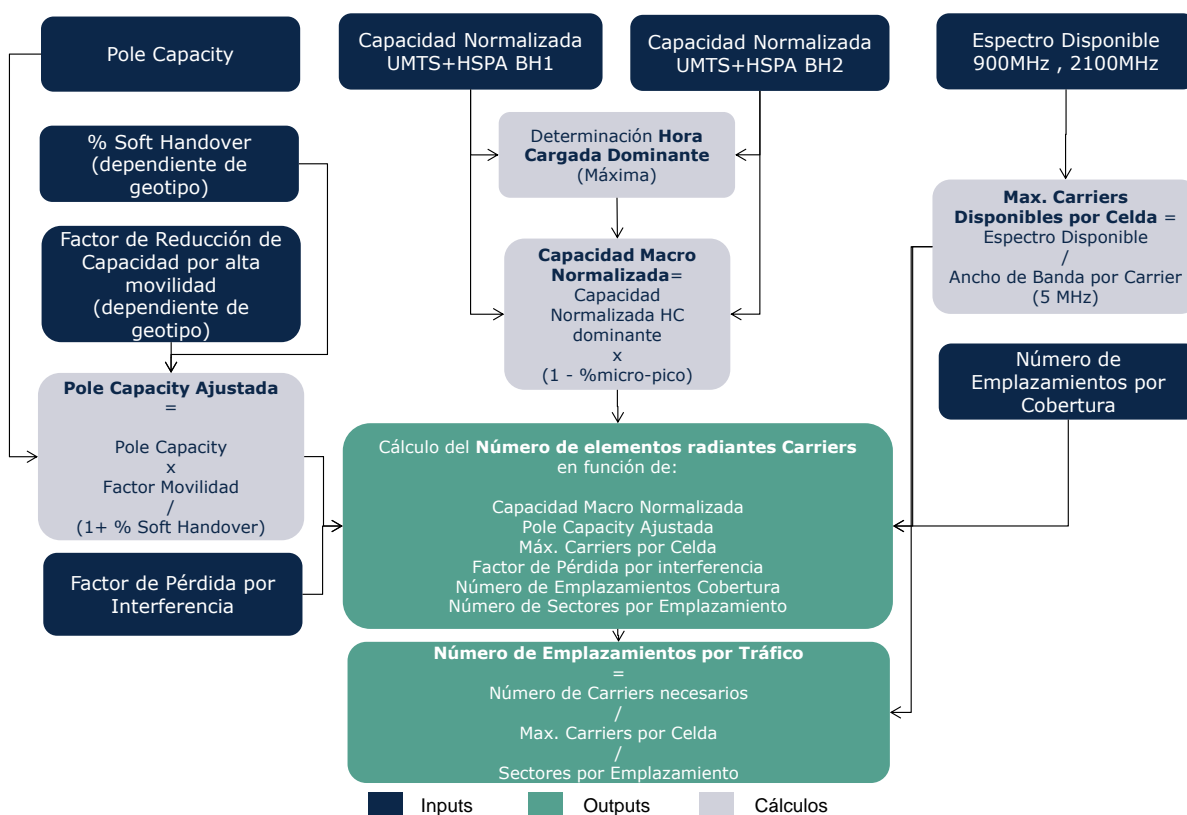 Pole Capacity
Capacidad Normalizada
UMTS+HSPA BH1
Capacidad Normalizada
UMTS+HSPA BH2
Espectro Disponible
900MHz , 2100MHz
% Soft Handover
(dependiente de
geotipo)
Determinación Hora
Cargada Dominante
(Máxima)
Max. Carriers
Disponibles por Celda =
Espectro Disponible
/
Ancho de Banda por Carrier
(5 MHz)
Factor de Reducción de
Capacidad por alta
movilidad
(dependiente de
geotipo)
Capacidad Macro
Normalizada=
Capacidad
Normalizada HC
dominante
x
(1 - %micro-pico)
Número de
Emplazamientos por
Cobertura
Pole Capacity Ajustada
=
Pole Capacity
x
Factor Movilidad
/
(1+ % Soft Handover)
Factor de Pérdida por
Interferencia
Cálculo del Número de elementos radiantes Carriers
en función de:
Capacidad Macro Normalizada
Pole Capacity Ajustada
Máx. Carriers por Celda
Factor de Pérdida por interferencia
Número de Emplazamientos Cobertura
Número de Sectores por Emplazamiento
Número de Emplazamientos por Tráfico
=
Número de Carriers necesarios
/
Max. Carriers por Celda
/
Sectores por Emplazamiento
Inputs
Outputs
Cálculos